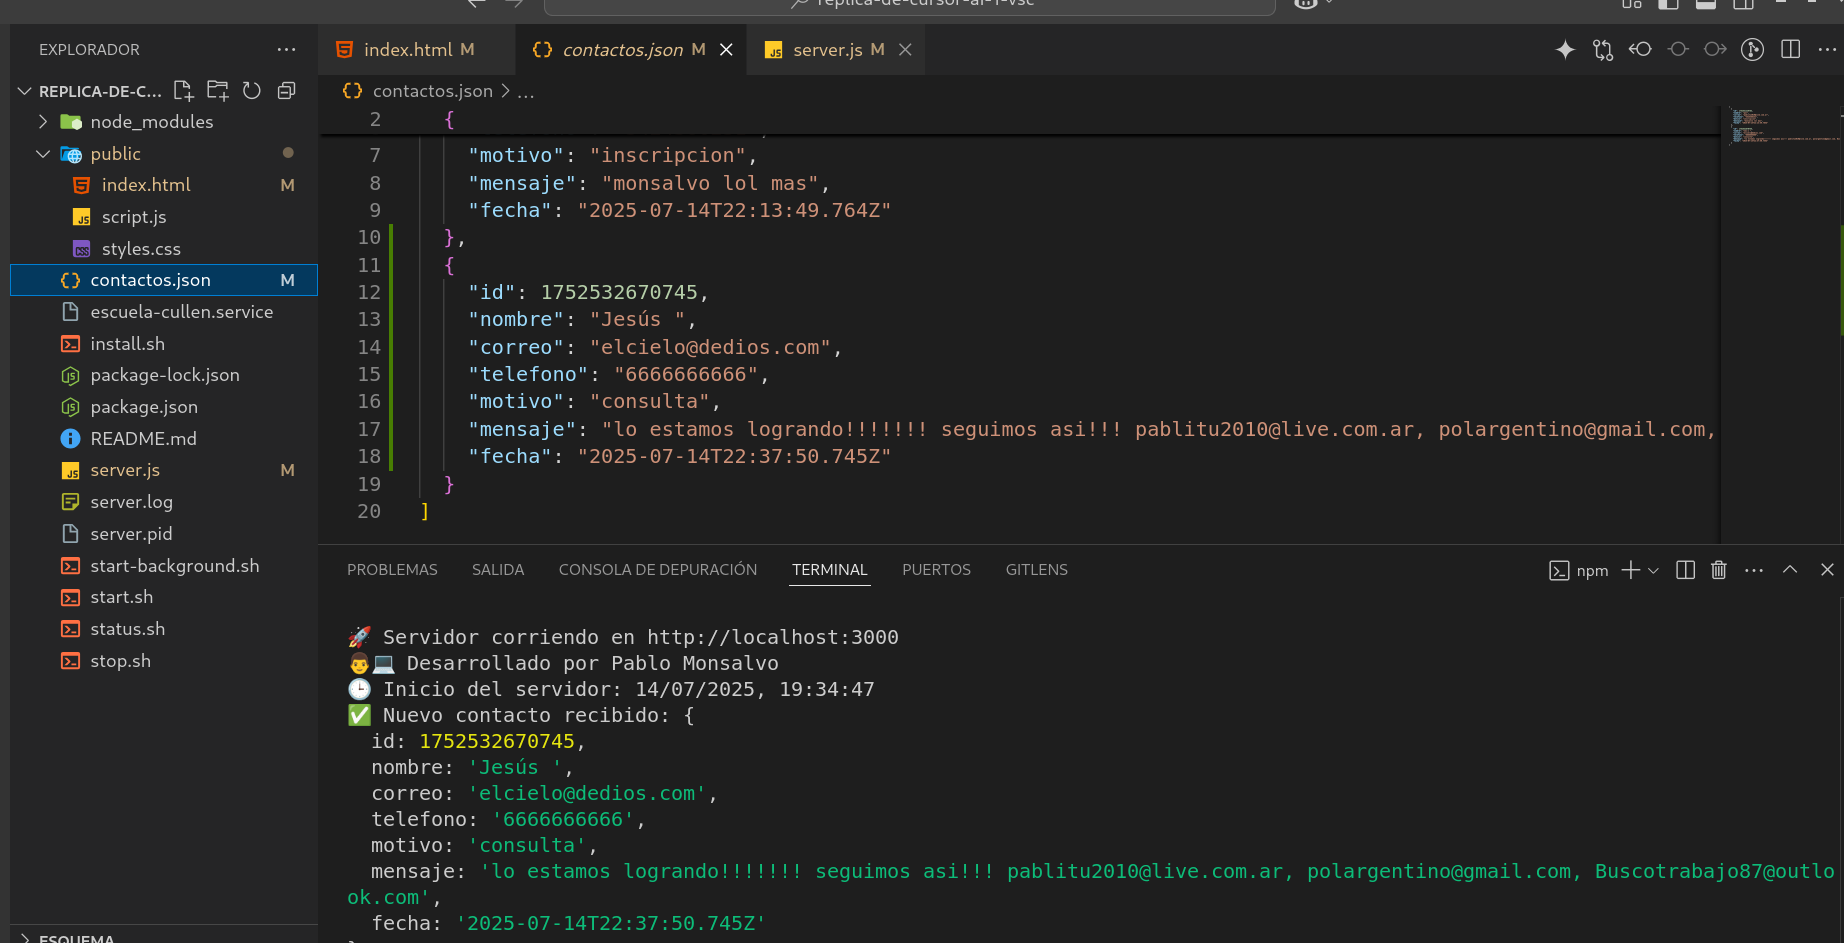 replica-de-cursor-ai-1-vsc
EXPLORADOR
REPLICA-DE-C...
node_modules
public
index.html M
script.js
styles.css
contactos.json M
escuela-cullen.service
install.sh
package-lock.json
package.json
README.md
server.js M
server.log
server.pid
start-background.sh
start.sh
status.sh
stop.sh
ESQUEMA
index.html M
contactos.json M
server.js M
contactos.json > ...
2 {
7 "motivo": "inscripcion",
8 "mensaje": "monsalvo lol mas",
9 "fecha": "2025-07-14T22:13:49.764Z"
10 },
11 {
12 "id": 1752532670745,
13 "nombre": "Jesús ",
14 "correo": "elcielo@dedios.com",
15 "telefono": "6666666666",
16 "motivo": "consulta",
17 "mensaje": "lo estamos logrando!!!!!!! seguimos asi!!! pablitu2010@live.com.ar, polargentino@gmail.com,
18 "fecha": "2025-07-14T22:37:50.745Z"
19 }
20 ]
PROBLEMAS SALIDA CONSOLA DE DEPURACIÓN TERMINAL PUERTOS GITLENS
npm
🚀 Servidor corriendo en http://localhost:3000
👨💻 Desarrollado por Pablo Monsalvo
🕒 Inicio del servidor: 14/07/2025, 19:34:47
✅ Nuevo contacto recibido: {
id: 1752532670745,
nombre: 'Jesús ',
correo: 'elcielo@dedios.com',
telefono: '6666666666',
motivo: 'consulta',
mensaje: 'lo estamos logrando!!!!!!! seguimos asi!!! pablitu2010@live.com.ar, polargentino@gmail.com, Buscotrabajo87@outlo
ok.com',
fecha: '2025-07-14T22:37:50.745Z'